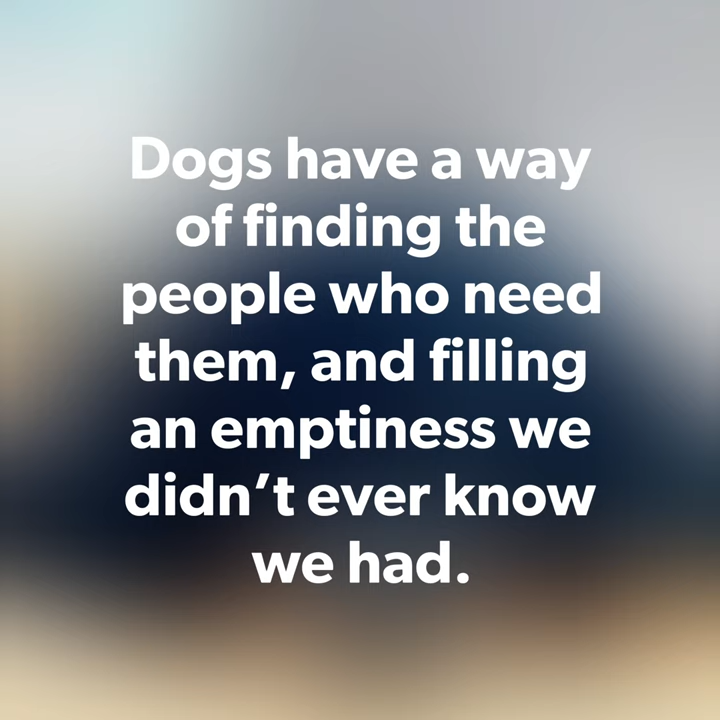 Dogs have a way
of finding the
people who need
them, and filling
an emptiness we
didn’t ever know
we had.